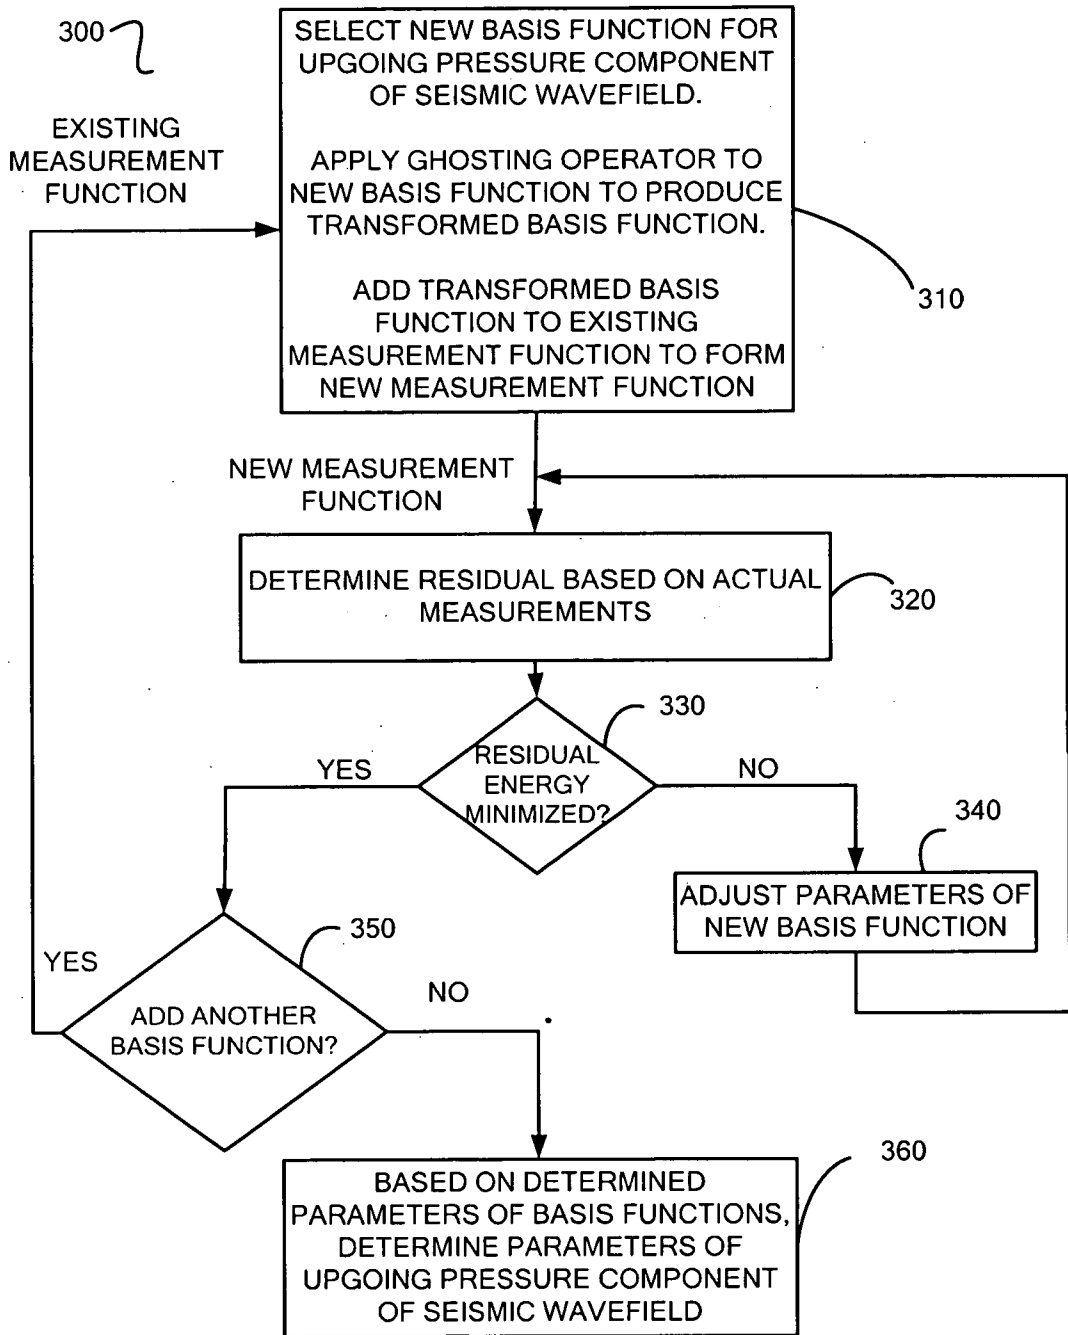 300
SELECT NEW BASIS FUNCTION FOR
UPGOING PRESSURE COMPONENT
OF SEISMIC WAVEFIELD.
APPLY GHOSTING OPERATOR TO
NEW BASIS FUNCTION TO PRODUCE
TRANSFORMED BASIS FUNCTION.
ADD TRANSFORMED BASIS
FUNCTION TO EXISTING
MEASUREMENT FUNCTION TO FORM
NEW MEASUREMENT FUNCTION
EXISTING
MEASUREMENT
FUNCTION
310
NEW MEASUREMENT
FUNCTION
DETERMINE RESIDUAL BASED ON ACTUAL
MEASUREMENTS
320
330
RESIDUAL
ENERGY
MINIMIZED?
YES
NO
340
ADJUST PARAMETERS OF
NEW BASIS FUNCTION
350
YES
ADD ANOTHER
BASIS FUNCTION?
NO
360
BASED ON DETERMINED
PARAMETERS OF BASIS FUNCTIONS,
DETERMINE PARAMETERS OF
UPGOING PRESSURE COMPONENT
OF SEISMIC WAVEFIELD